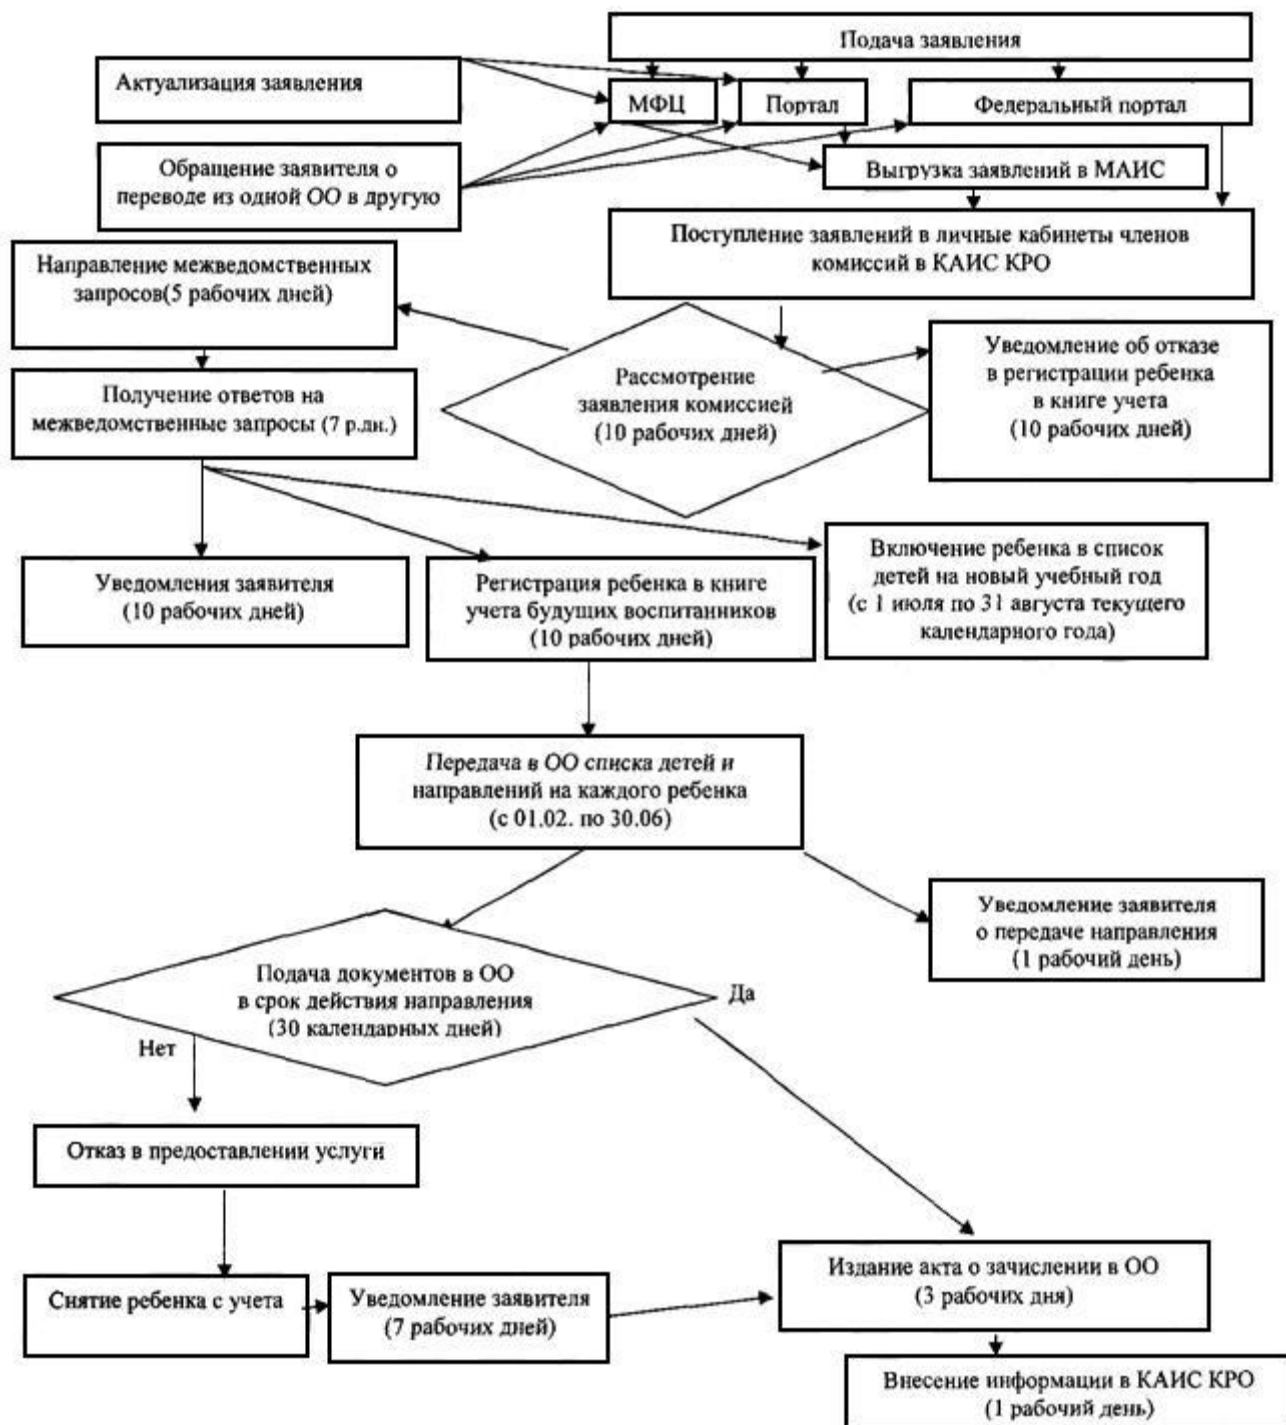 Подача заявления
Актуализация заявления
МФЦ
Портал
Федеральный портал
Обращение заявителя о
переводе из одной ОО в другую
Выгрузка заявлений в МАИС
Поступление заявлений в личные кабинеты членов
комиссий в КАИС КРО
Направление межведомственных
запросов(5 рабочих дней)
Рассмотрение
заявления комиссией
(10 рабочих дней)
Уведомление об отказе
в регистрации ребенка
в книге учета
(10 рабочих дней)
Получение ответов на
межведомственные запросы (7 р.дн.)
Уведомления заявителя
(10 рабочих дней)
Регистрация ребенка в книге
учета будущих воспитанников
(10 рабочих дней)
Включение ребенка в список
детей на новый учебный год
(с 1 июля по 31 августа текущего
календарного года)
Передача в ОО списка детей и
направлений на каждого ребенка
(с 01.02. по 30.06)
Уведомление заявителя
о передаче направления
(1 рабочий день)
Подача документов в ОО
в срок действия направления
(30 календарных дней)
Да
Нет
Отказ в предоставлении услуги
Снятие ребенка с учета
Уведомление заявителя
(7 рабочих дней)
Издание акта о зачислении в ОО
(3 рабочих дня)
Внесение информации в КАИС КРО
(1 рабочий день)